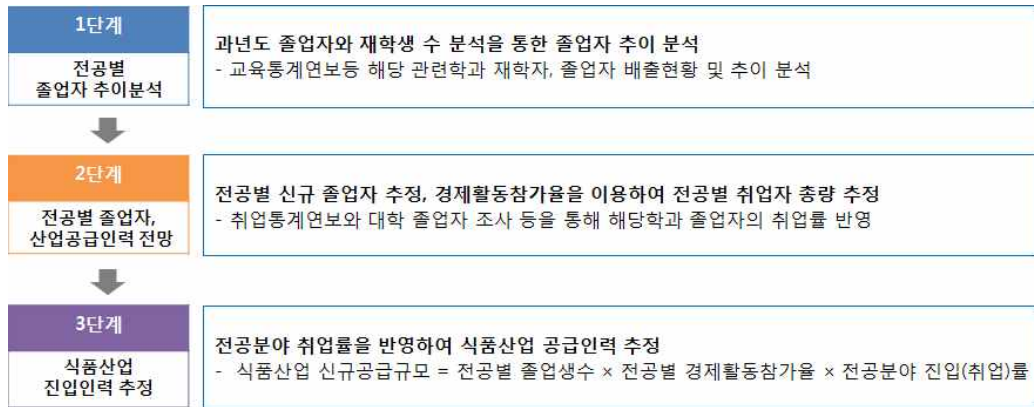 1단계
전공별
졸업자 추이분석
과년도 졸업자와 재학생 수 분석을 통한 졸업자 추이 분석
- 교육통계연보등 해당 관련학과 재학자, 졸업자 배출현황 및 추이 분석
2단계
전공별 졸업자,
산업공급인력 전망
전공별 신규 졸업자 추정, 경제활동참가율을 이용하여 전공별 취업자 총량 추정
- 취업통계연보와 대학 졸업자 조사 등을 통해 해당학과 졸업자의 취업률 반영
3단계
식품산업
진입인력 추정
전공분야 취업률을 반영하여 식품산업 공급인력 추정
- 식품산업 신규공급규모 = 전공별 졸업생수 × 전공별 경제활동참가율 × 전공분야 진입(취업)률